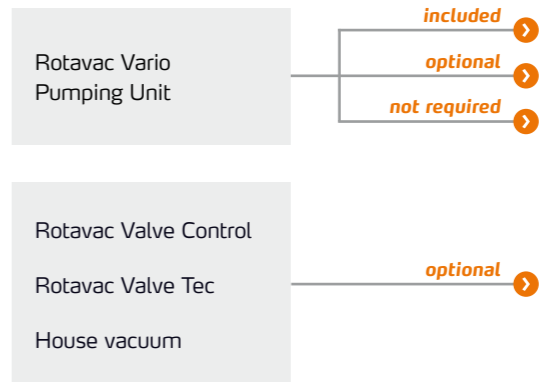 Rotavac Vario
Pumping Unit
included
optional
not required
Rotavac Valve Control
Rotavac Valve Tec
House vacuum
optional